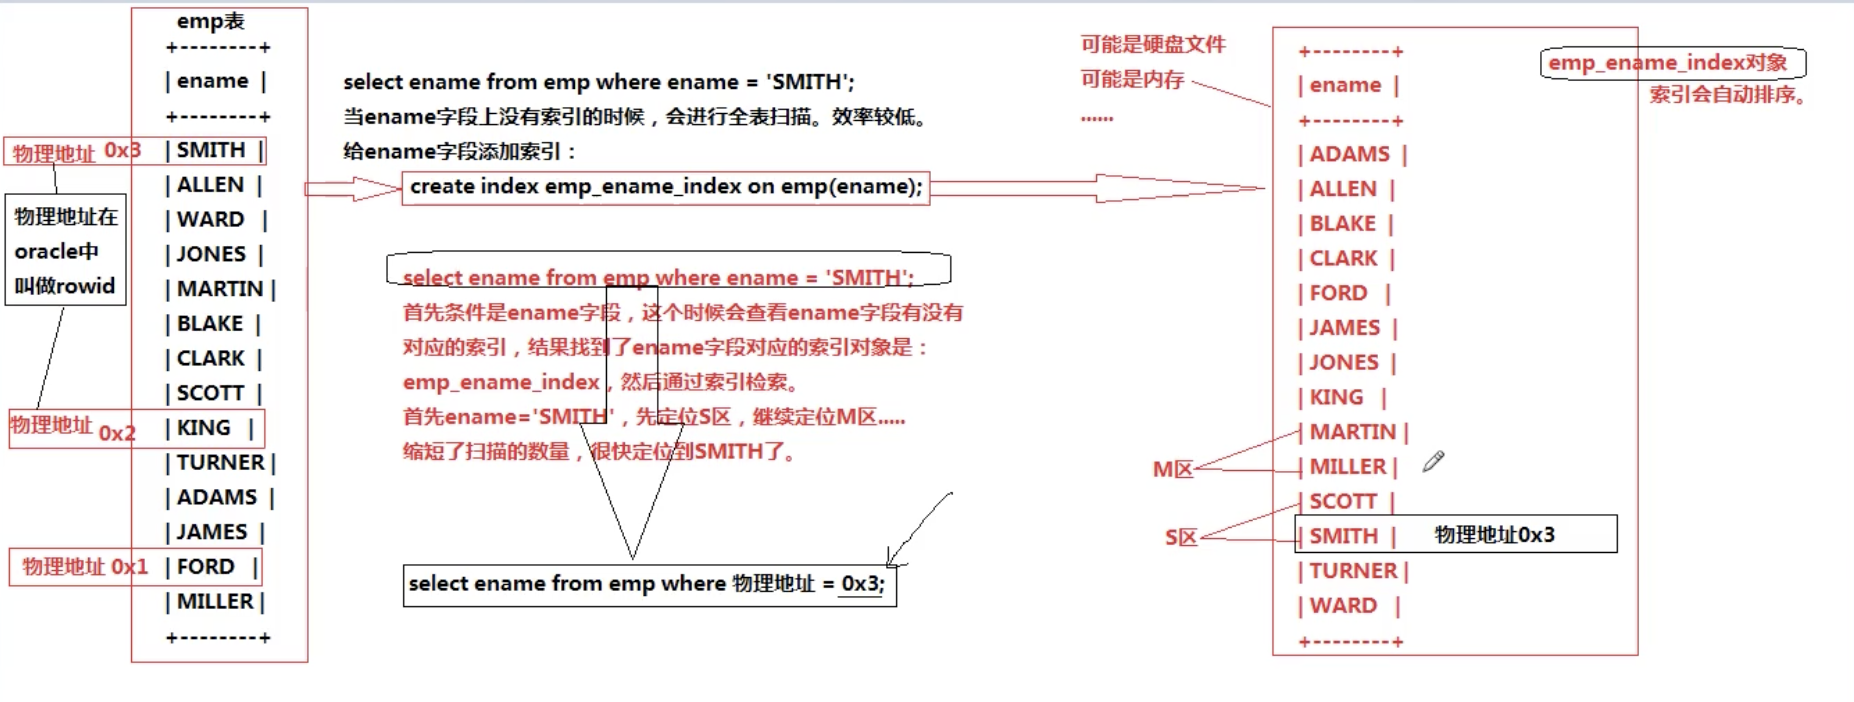 emp表
+--------+
| ename |
+--------+
| SMITH |
| ALLEN |
| WARD |
| JONES |
| MARTIN |
| BLAKE |
| CLARK |
| SCOTT |
| KING |
| TURNER |
| ADAMS |
| JAMES |
| FORD |
| MILLER |
+--------+
物理地址 0x3
物理地址在
oracle中
叫做rowid
物理地址 0x2
物理地址 0x1
select ename from emp where ename = 'SMITH';
当ename字段上没有索引的时候，会进行全表扫描。效率较低。
给ename字段添加索引：
create index emp_ename_index on emp(ename);
select ename from emp where ename = 'SMITH';
首先条件是ename字段，这个时候会查看ename字段有没有
对应的索引，结果找到了ename字段对应的索引对象是：
emp_ename_index，然后通过索引检索。
首先ename='SMITH'，先定位S区，继续定位M区.....
缩短了扫描的数量，很快定位到SMITH了。
select ename from emp where 物理地址 = 0x3;
可能是硬盘文件
可能是内存
......
+--------+
| ename |
+--------+
| ADAMS |
| ALLEN |
| BLAKE |
| CLARK |
| FORD |
| JAMES |
| JONES |
| KING |
| MARTIN |
| MILLER |
| SCOTT |
| SMITH | 物理地址0x3
| TURNER |
| WARD |
+--------+
M区
S区
emp_ename_index对象
索引会自动排序。